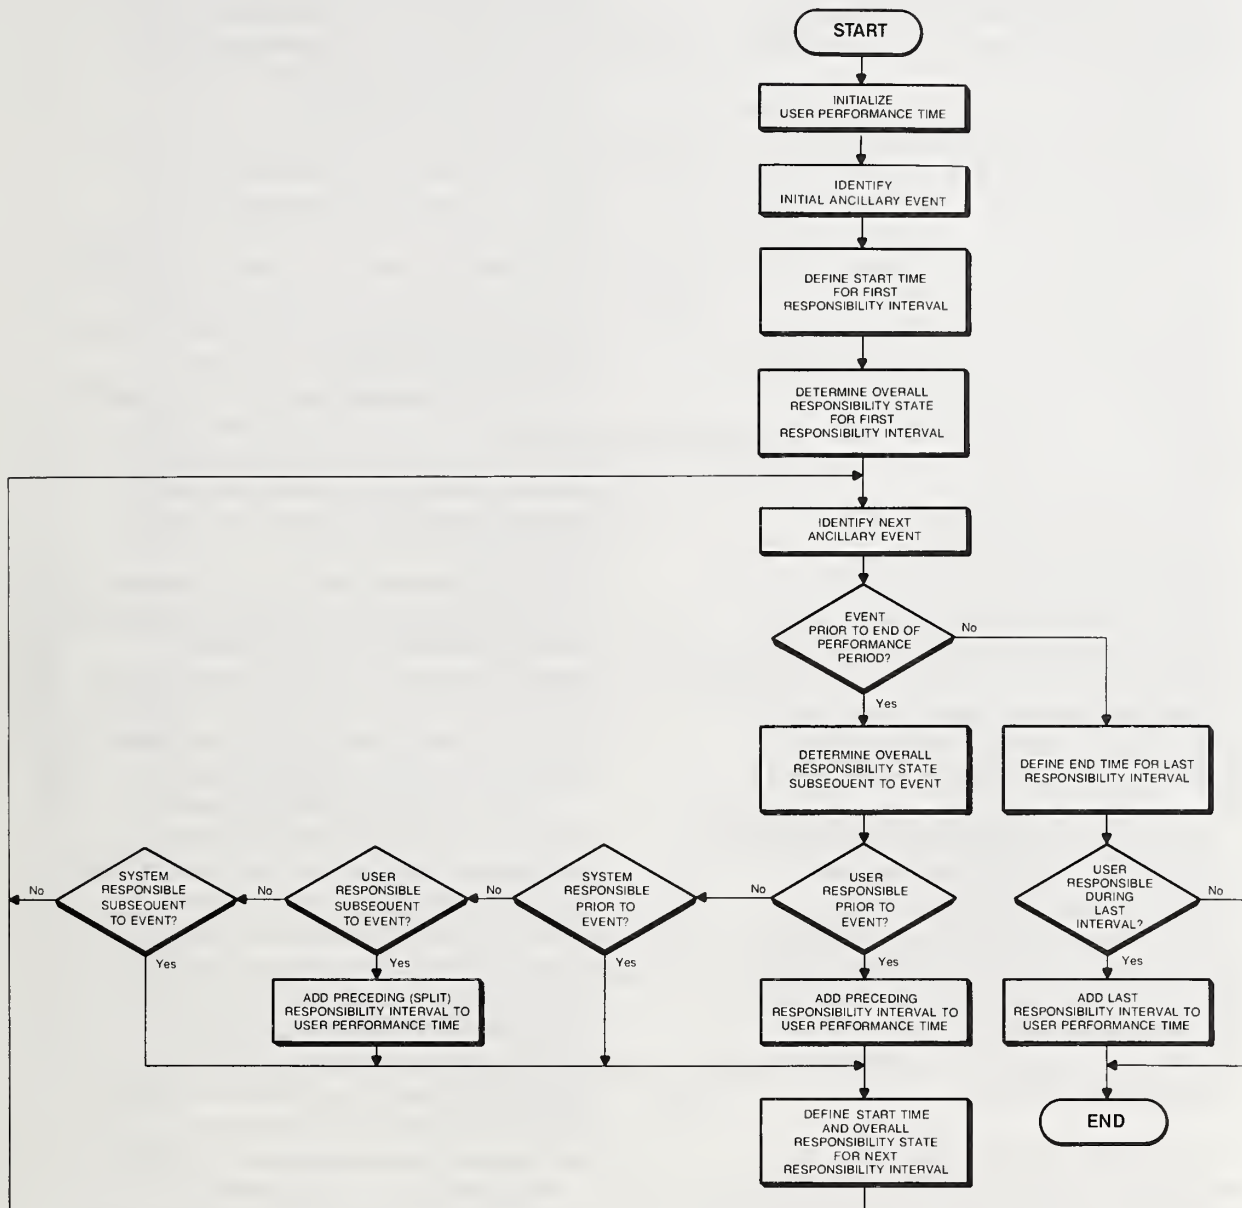 START
INITIALIZE
USER PERFORMANCE TIME
IDENTIFY
INITIAL ANCILLARY EVENT
DEFINE START TIME
FOR FIRST
RESPONSIBILITY INTERVAL
DETERMINE OVERALL
RESPONSIBILITY STATE
FOR FIRST
RESPONSIBILITY INTERVAL
IDENTIFY NEXT
ANCILLARY EVENT
EVENT
PRIOR TO END OF
PERFORMANCE
PERIOD?
No
Yes
DETERMINE OVERALL
RESPONSIBILITY STATE
SUBSEQUENT TO EVENT
DEFINE END TIME FOR LAST
RESPONSIBILITY INTERVAL
SYSTEM
RESPONSIBLE
SUBSEQUENT
TO EVENT?
No
Yes
USER
RESPONSIBLE
SUBSEQUENT
TO EVENT?
No
Yes
SYSTEM
RESPONSIBLE
PRIOR TO
EVENT?
No
Yes
USER
RESPONSIBLE
PRIOR TO
EVENT?
No
Yes
USER
RESPONSIBLE
DURING
LAST
INTERVAL?
No
Yes
ADD PRECEDING (SPLIT)
RESPONSIBILITY INTERVAL TO
USER PERFORMANCE TIME
ADD PRECEDING
RESPONSIBILITY INTERVAL TO
USER PERFORMANCE TIME
ADD LAST
RESPONSIBILITY INTERVAL TO
USER PERFORMANCE TIME
DEFINE START TIME
AND OVERALL
RESPONSIBILITY STATE
FOR NEXT
RESPONSIBILITY INTERVAL
END